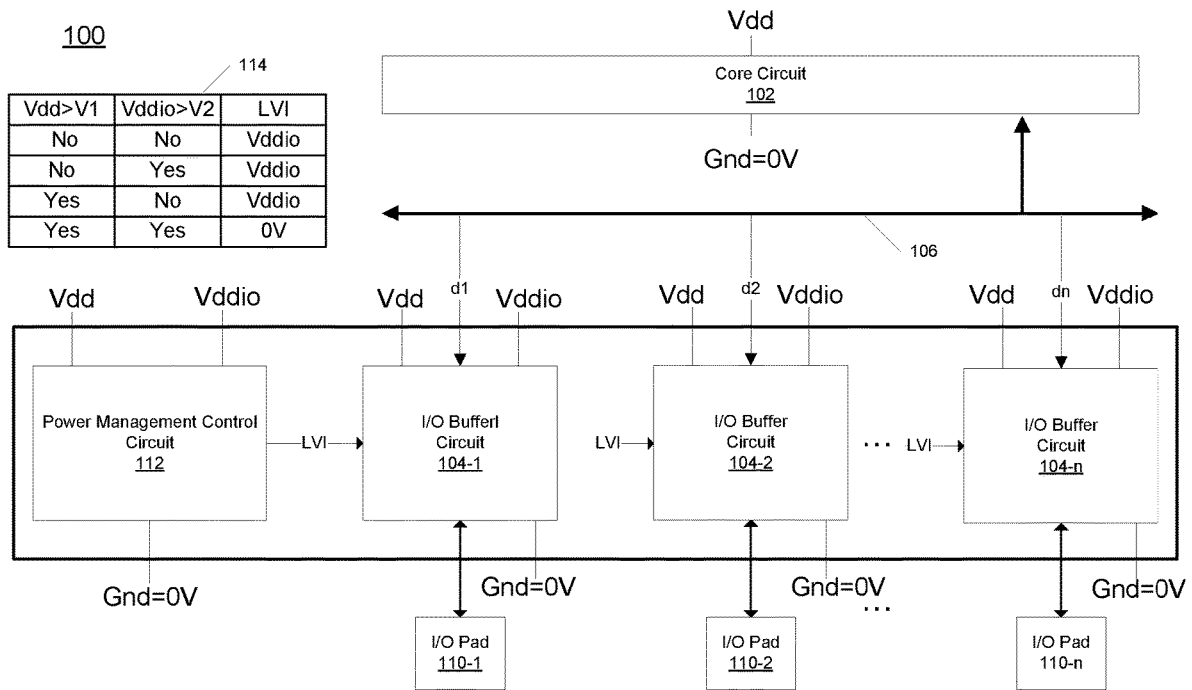 100
114
Vdd>V1 Vddio>V2 LVI
No No Vddio
No Yes Vddio
Yes No Vddio
Yes Yes 0V
Vdd
Core Circuit
102
Gnd=0V
106
d1
d2
dn
Vdd Vddio
Vdd Vddio
Vdd Vddio
Vdd Vddio
Power Management Control
Circuit
112
LVI
I/O Bufferl
Circuit
104-1
LVI
I/O Buffer
Circuit
104-2
...
LVI
I/O Buffer
Circuit
104-n
Gnd=0V
Gnd=0V
Gnd=0V
Gnd=0V
...
I/O Pad
110-1
I/O Pad
110-2
I/O Pad
110-n